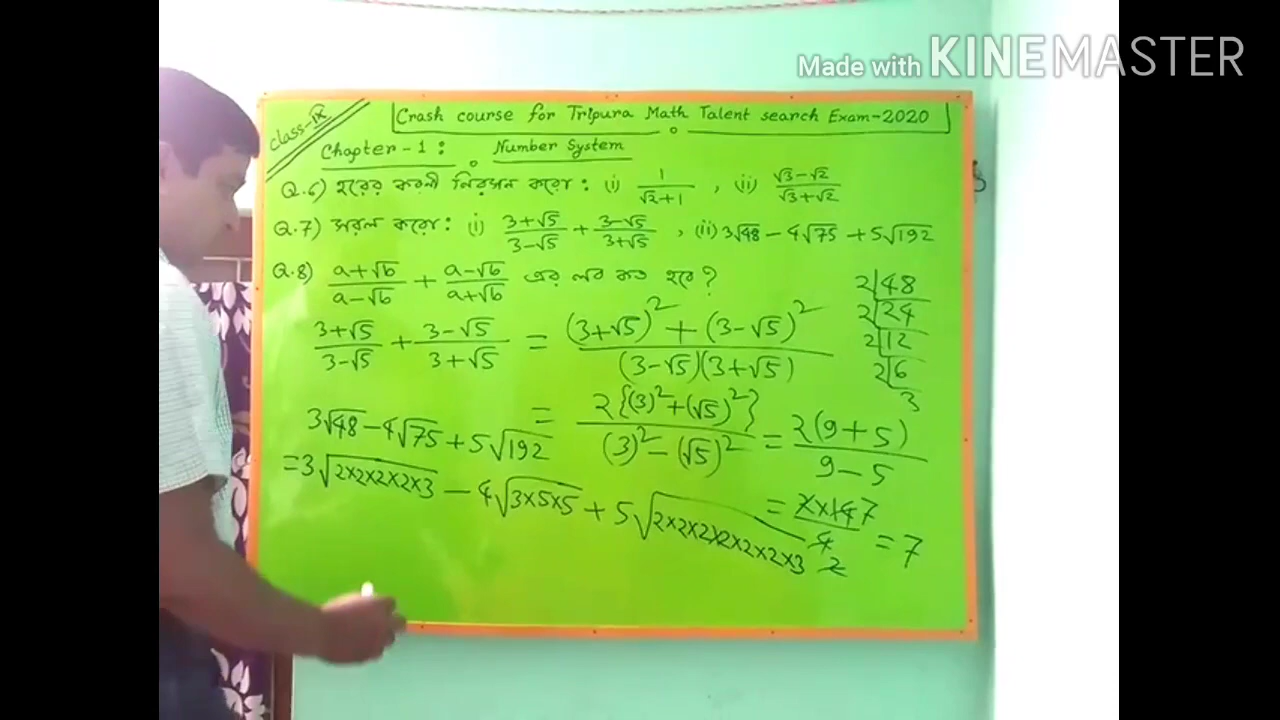 Made with KINEMASTER
class-IX
Crash course for Tripura Math Talent search Exam-2020
Chapter-1: Number System
Q.6) হরের করণী নিরসন করো: (i) 1/(√2+1), (ii) (√3-√2)/(√3+√2)
Q.7) সরল করো: (i) (3+√5)/(3-√5) + (3-√5)/(3+√5), (ii) 3√48 - 4√75 + 5√192
Q.8) (a+√b)/(a-√b) + (a-√b)/(a+√b) এর লব কত হবে?
(3+√5)/(3-√5) + (3-√5)/(3+√5) = ((3+√5)² + (3-√5)²)/((3-√5)(3+√5))
= 2{(3)²+(√5)²}/((3)²-(√5)²) = 2(9+5)/(9-5)
= 2×14 7/4 2 = 7
2|48
2|24
2|12
2|6
3
3√48 - 4√75 + 5√192
= 3√2×2×2×2×3 - 4√3×5×5 + 5√2×2×2×2×2×2×3